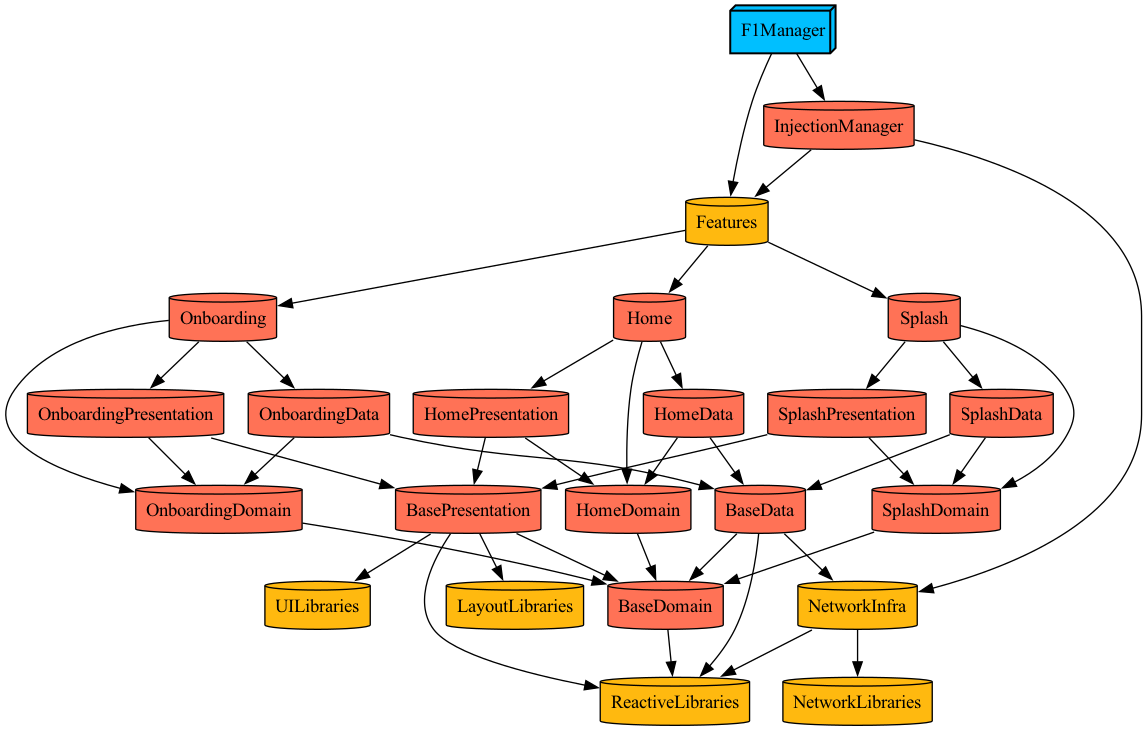 F1Manager
InjectionManager
Features
Onboarding
Home
Splash
OnboardingPresentation
OnboardingData
HomePresentation
HomeData
SplashPresentation
SplashData
OnboardingDomain
BasePresentation
HomeDomain
BaseData
SplashDomain
UILibraries
LayoutLibraries
BaseDomain
NetworkInfra
ReactiveLibraries
NetworkLibraries